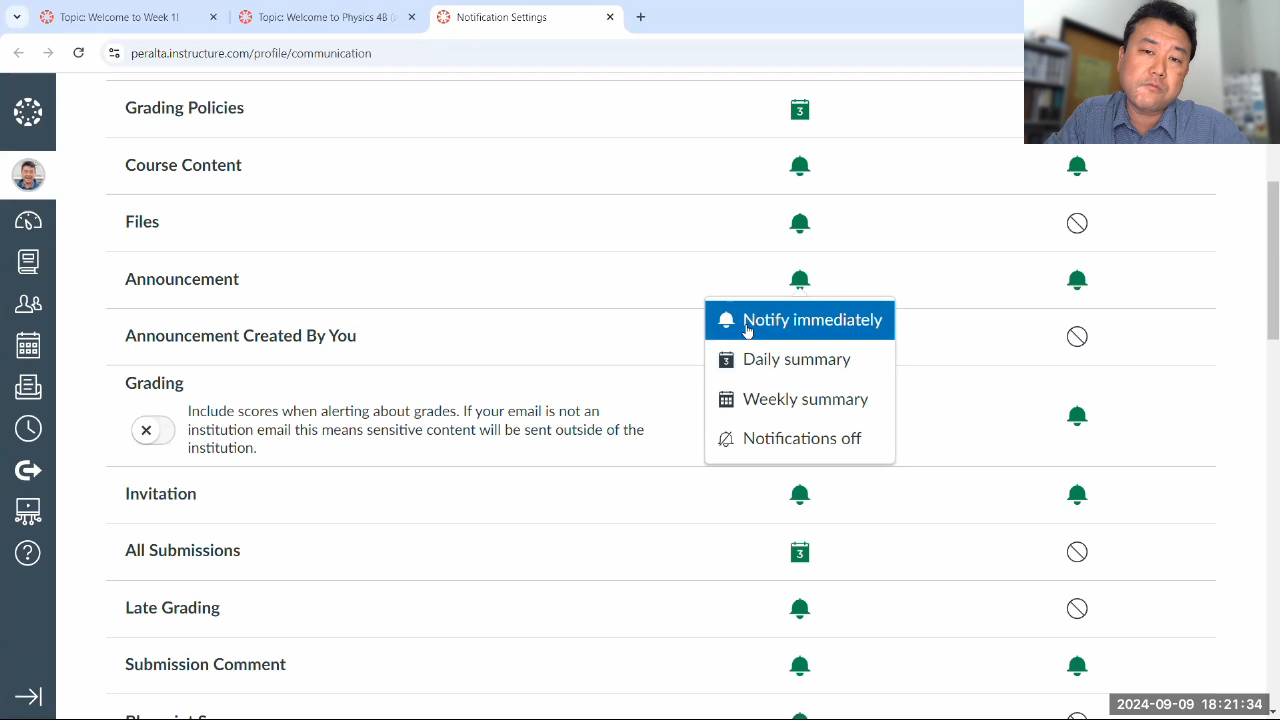 Topic: Welcome to Week 1!
Topic: Welcome to Physics 4B (
Notification Settings
peralta.instructure.com/profile/communication
Grading Policies
3
Course Content
Files
Announcement
Notify immediately
Announcement Created By You
3 Daily summary
Grading
Include scores when alerting about grades. If your email is not an
institution email this means sensitive content will be sent outside of the
institution.
Weekly summary
Notifications off
Invitation
All Submissions
3
Late Grading
Submission Comment
2024-09-09 18:21:34